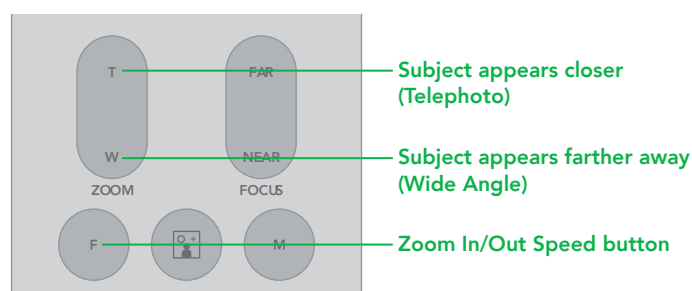 T FAR Subject appears closer
(Telephoto)
W NEAR Subject appears farther away
(Wide Angle)
ZOOM FOCUS
F M Zoom In/Out Speed button